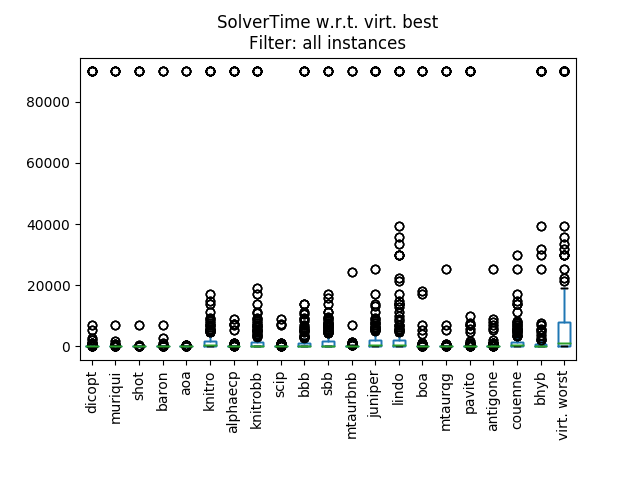 SolverTime w.r.t. virt. best
Filter: all instances
80000
60000
40000
20000
0
dicopt
muriqui
shot
baron
aoa
knitro
alphaecp
knitrobb
scip
bbb
sbb
mtaurbnb
juniper
lindo
boa
mtaurqg
pavito
antigone
couenne
bhyb
virt. worst